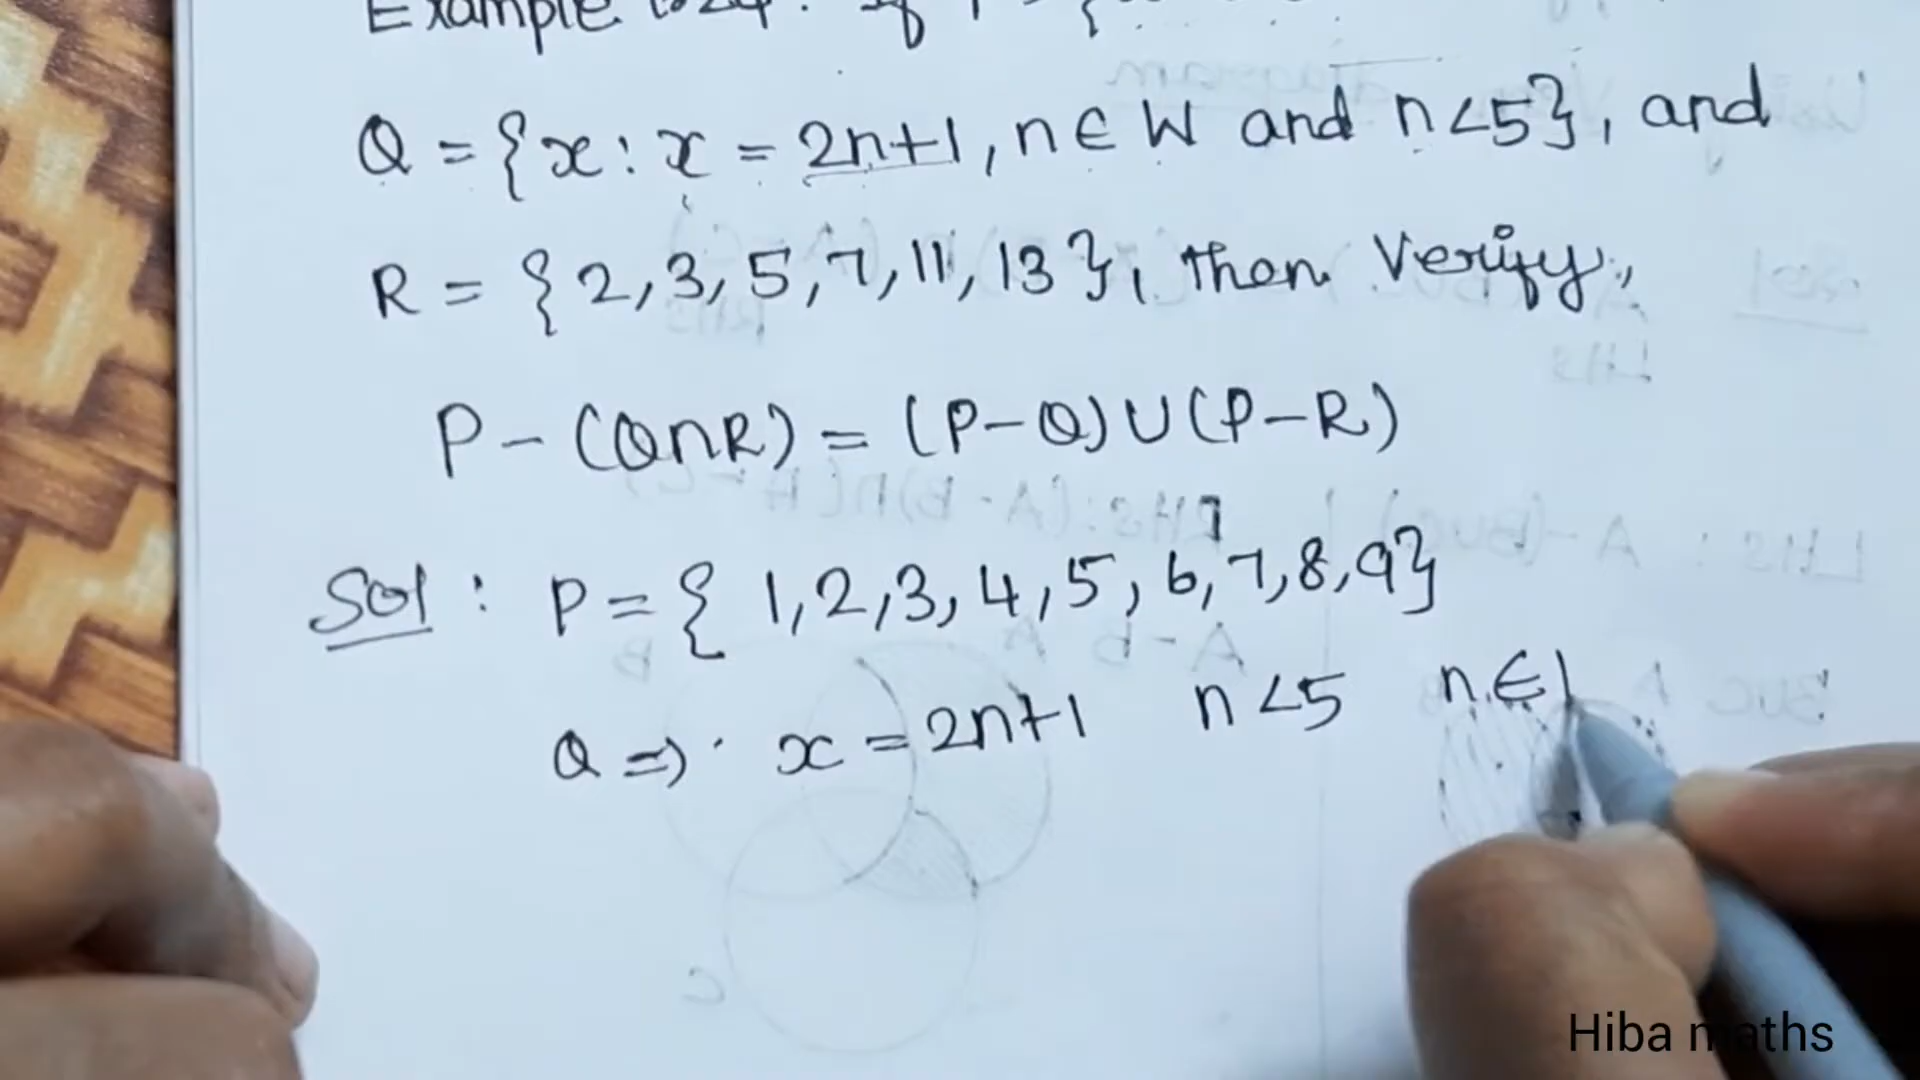 Example If
Q = {x : x = 2n+1, n ∈ W and n < 5}, and
R = {2, 3, 5, 7, 11, 13}, then Verify,
P - (Q∩R) = (P-Q)∪(P-R)
Sol : P = { 1, 2, 3, 4, 5, 6, 7, 8, 9}
Q ⇒ x = 2n+1 n < 5 n ∈
Hiba maths